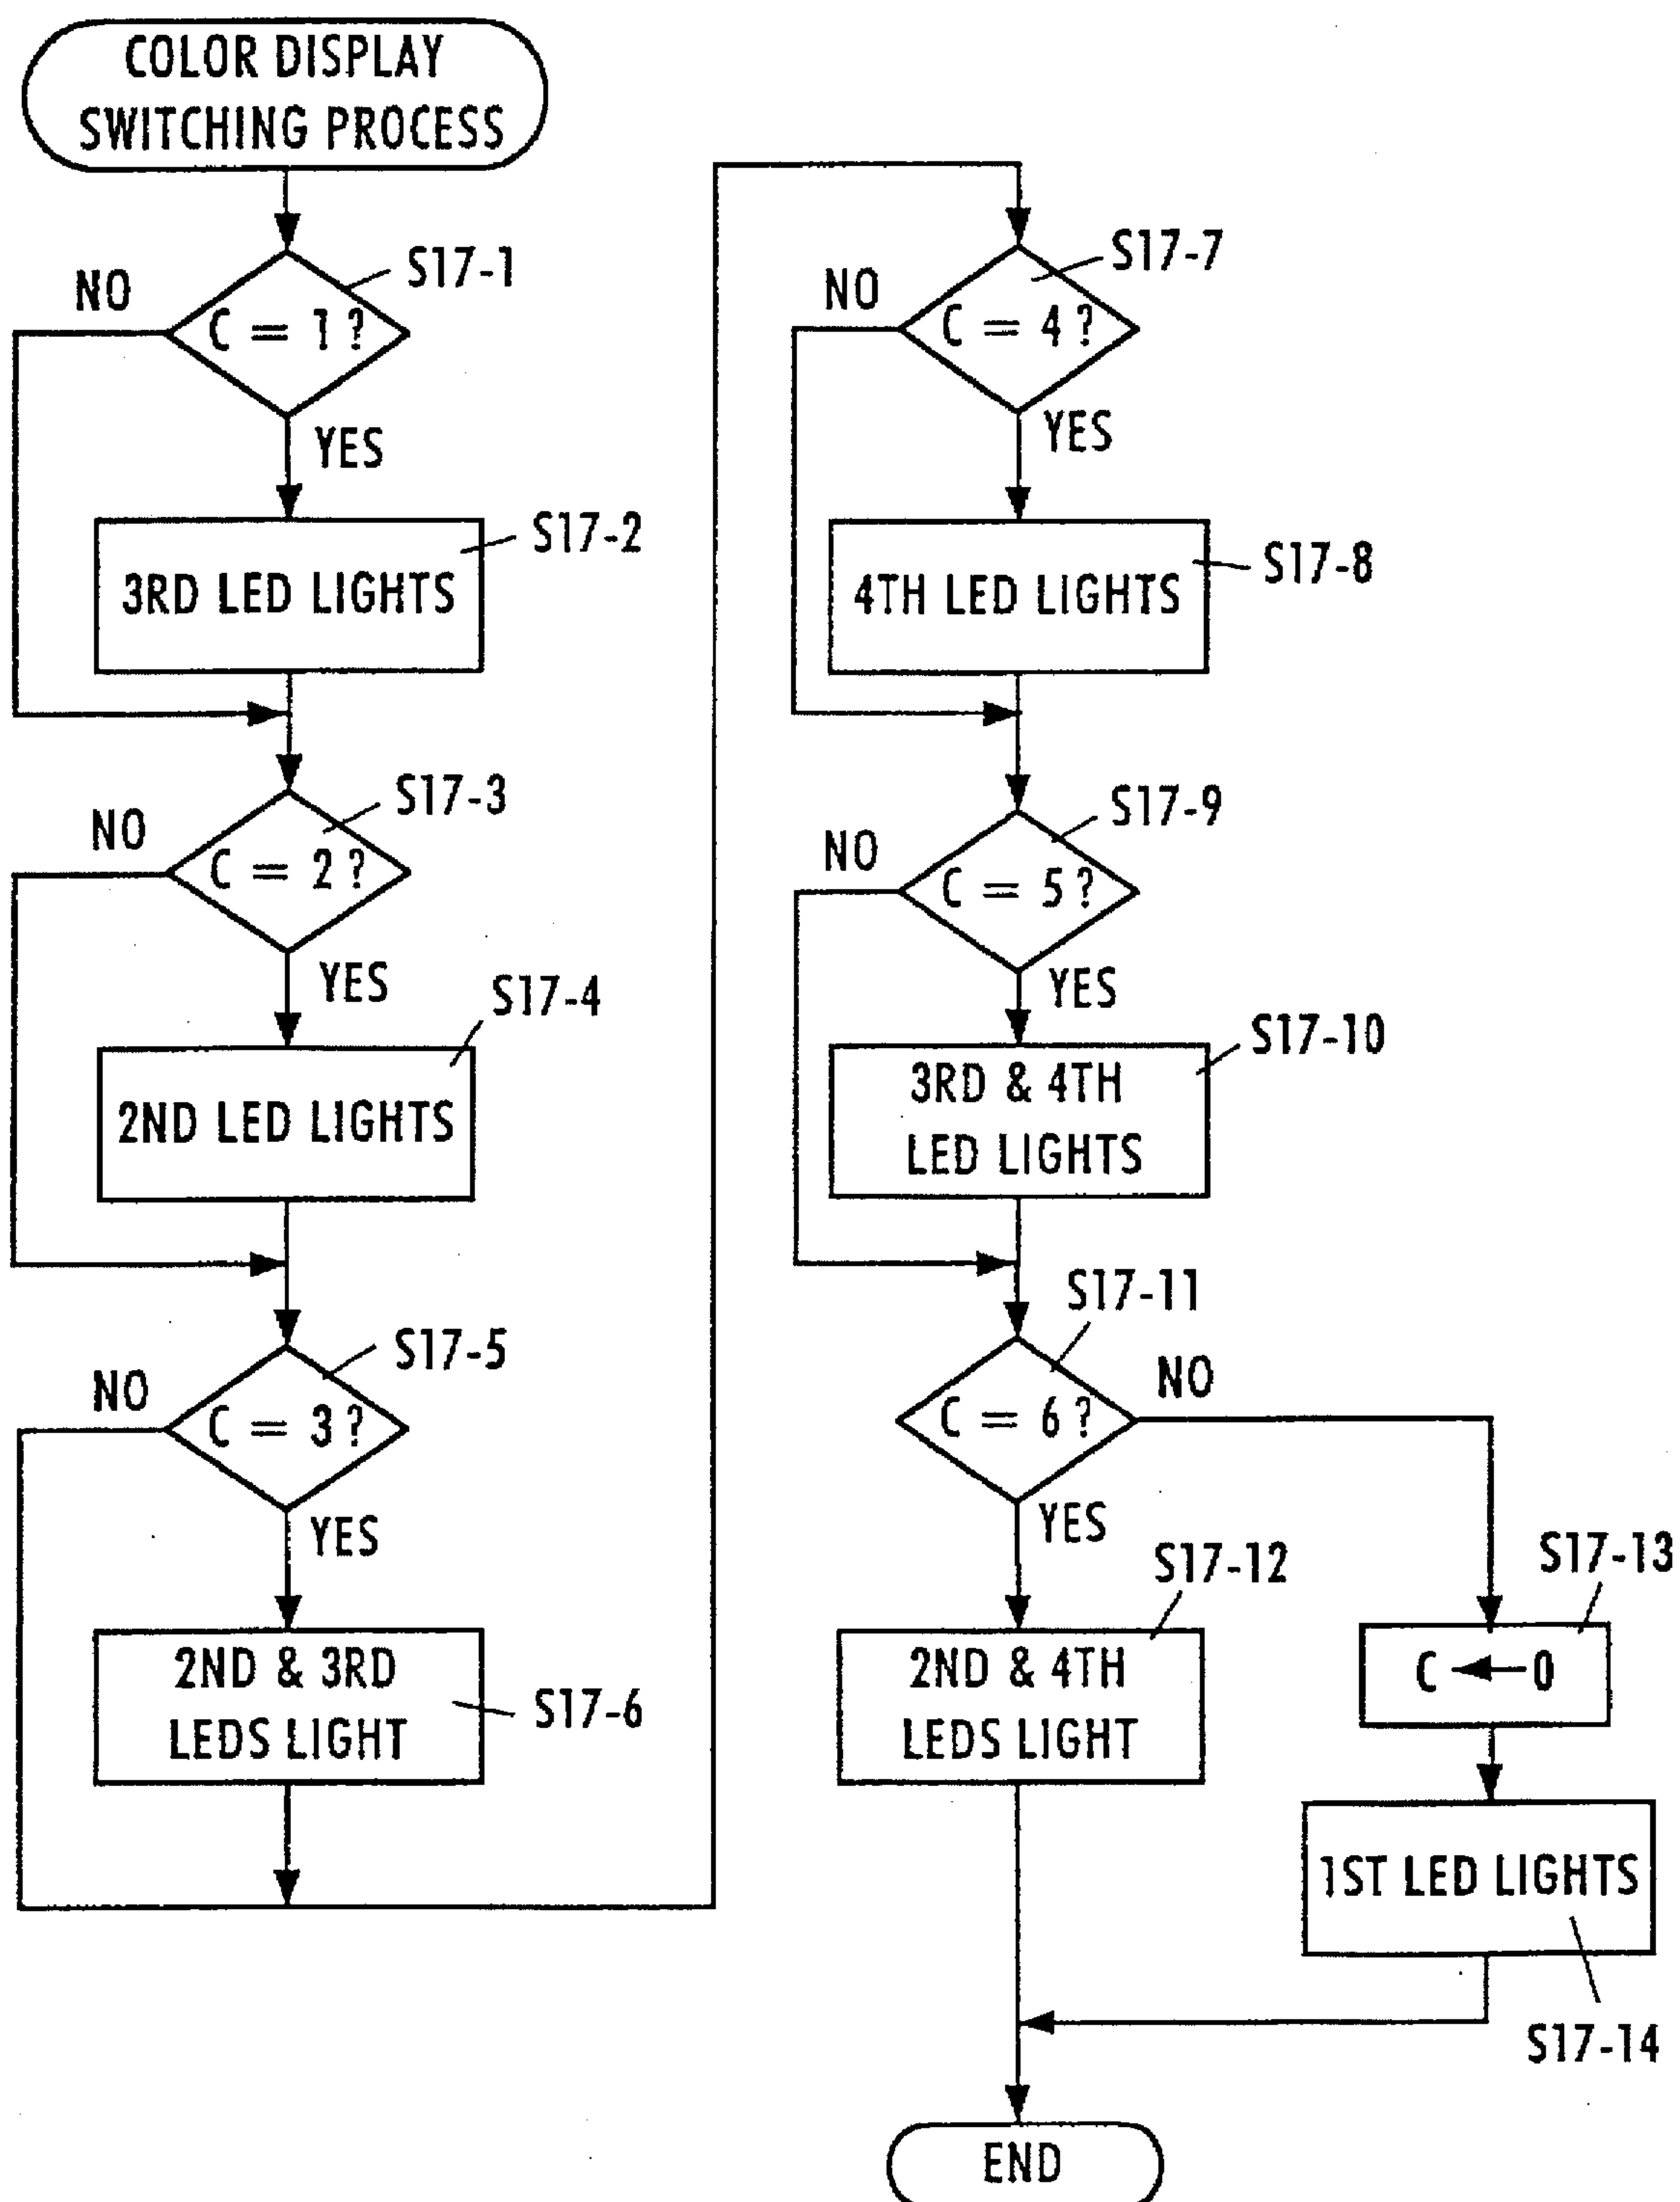 COLOR DISPLAY
SWITCHING PROCESS
S17-1
NO
C = 1 ?
YES
S17-2
3RD LED LIGHTS
S17-3
NO
C = 2 ?
YES
S17-4
2ND LED LIGHTS
S17-5
NO
C = 3 ?
YES
2ND & 3RD
LEDS LIGHT
S17-6
S17-7
NO
C = 4 ?
YES
S17-8
4TH LED LIGHTS
S17-9
NO
C = 5 ?
YES
S17-10
3RD & 4TH
LED LIGHTS
S17-11
NO
C = 6 ?
YES
S17-12
2ND & 4TH
LEDS LIGHT
S17-13
C ← 0
1ST LED LIGHTS
S17-14
END